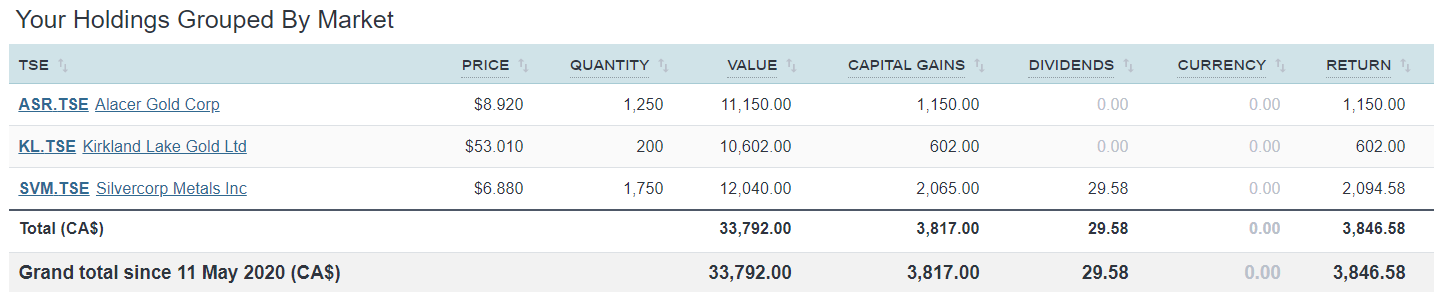 Your Holdings Grouped By Market
TSE PRICE QUANTITY VALUE CAPITAL GAINS DIVIDENDS CURRENCY RETURN
ASR.TSE Alacer Gold Corp $8.920 1,250 11,150.00 1,150.00 0.00 0.00 1,150.00
KL.TSE Kirkland Lake Gold Ltd $53.010 200 10,602.00 602.00 0.00 0.00 602.00
SVM.TSE Silvercorp Metals Inc $6.880 1,750 12,040.00 2,065.00 29.58 0.00 2,094.58
Total (CA$) 33,792.00 3,817.00 29.58 0.00 3,846.58
Grand total since 11 May 2020 (CA$) 33,792.00 3,817.00 29.58 0.00 3,846.58